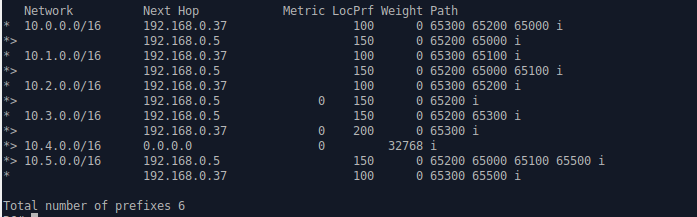 Network          Next Hop            Metric LocPrf Weight Path
*  10.0.0.0/16      192.168.0.37                  100      0 65300 65200 65000 i
*>                  192.168.0.5                   150      0 65200 65000 i
*  10.1.0.0/16      192.168.0.37                  100      0 65300 65100 i
*>                  192.168.0.5                   150      0 65200 65000 65100 i
*  10.2.0.0/16      192.168.0.37                  100      0 65300 65200 i
*>                  192.168.0.5              0    150      0 65200 i
*  10.3.0.0/16      192.168.0.5                   150      0 65200 65300 i
*>                  192.168.0.37             0    200      0 65300 i
*> 10.4.0.0/16      0.0.0.0                  0         32768 i
*> 10.5.0.0/16      192.168.0.5                   150      0 65200 65000 65100 65500 i
*                   192.168.0.37                  100      0 65300 65500 i
Total number of prefixes 6